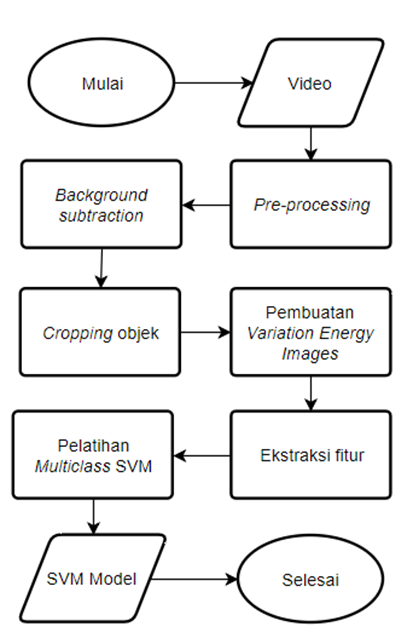 Mulai
Video
Pre-processing
Background
subtraction
Cropping objek
Pembuatan
Variation Energy
Images
Ekstraksi fitur
Pelatihan
Multiclass SVM
SVM Model
Selesai